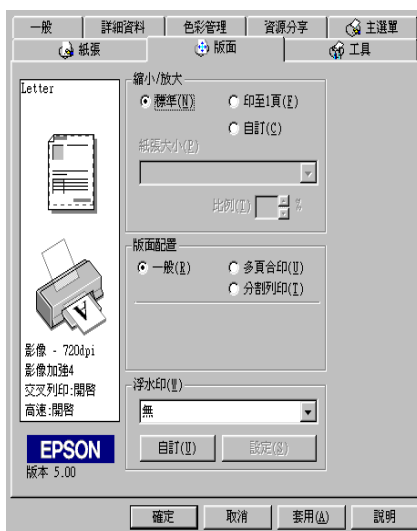 一般 詳細資料 色彩管理 資源分享 主選單
紙張 版面 工具
Letter
影像 - 720dpi
影像加強4
交叉列印:開啓
高速:開啓
EPSON
版本 5.00
縮小/放大
標準(N) 印至1頁(F)
自訂(C)
紙張大小(P)
比例(T) %
版面配置
一般(R) 多頁合印(U)
分割列印(I)
浮水印(W)
無
自訂(U) 設定(S)
確定 取消 套用(A) 說明